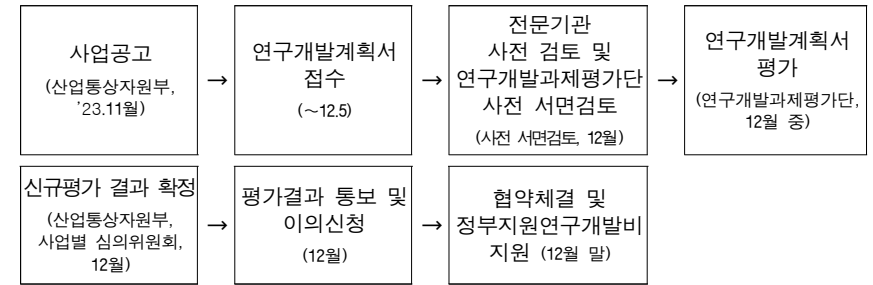 사업공고
(산업통상자원부,
’23.11월)
→
연구개발계획서
접수
(～12.5)
→
전문기관
사전 검토 및
연구개발과제평가단
사전 서면검토
(사전 서면검토, 12월)
→
연구개발계획서
평가
(연구개발과제평가단,
12월 중)
신규평가 결과 확정
(산업통상자원부,
사업별 심의위원회,
12월)
→
평가결과 통보 및
이의신청
(12월)
→
협약체결 및
정부지원연구개발비
지원 (12월 말)